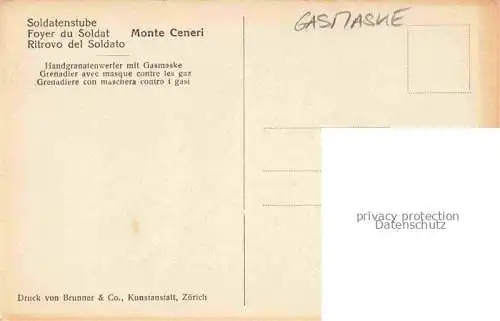 Soldatenstube
Foyer du Soldat Monte Ceneri
Ritrovo del Soldato
Handgranatenwerfer mit Gasmaske
Grenadier avec masque contre les gaz
Grenadiere con maschera contro i gasi
GASMASKE
privacy protection
Datenschutz
Druck von Brunner & Co., Kunstanstalt, Zürich